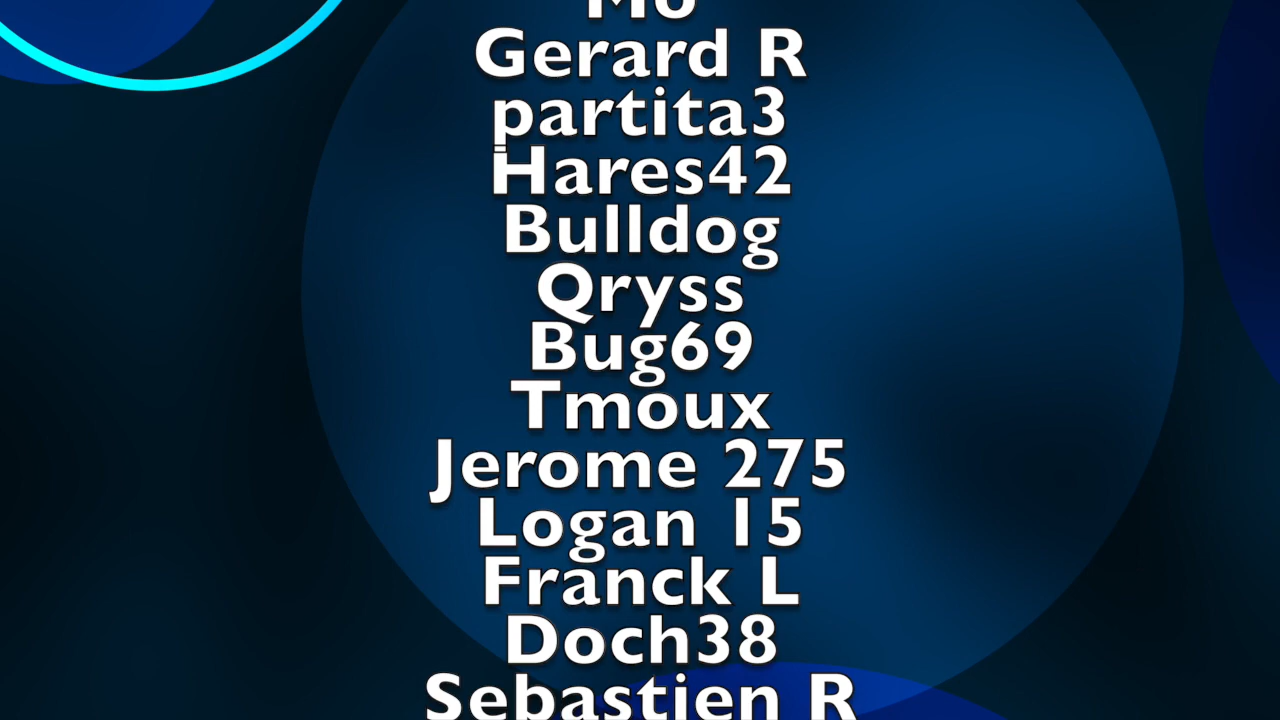 Gerard R
partita3
Hares42
Bulldog
Qryss
Bug69
Tmoux
Jerome 275
Logan 15
Franck L
Doch38
Sebastien R